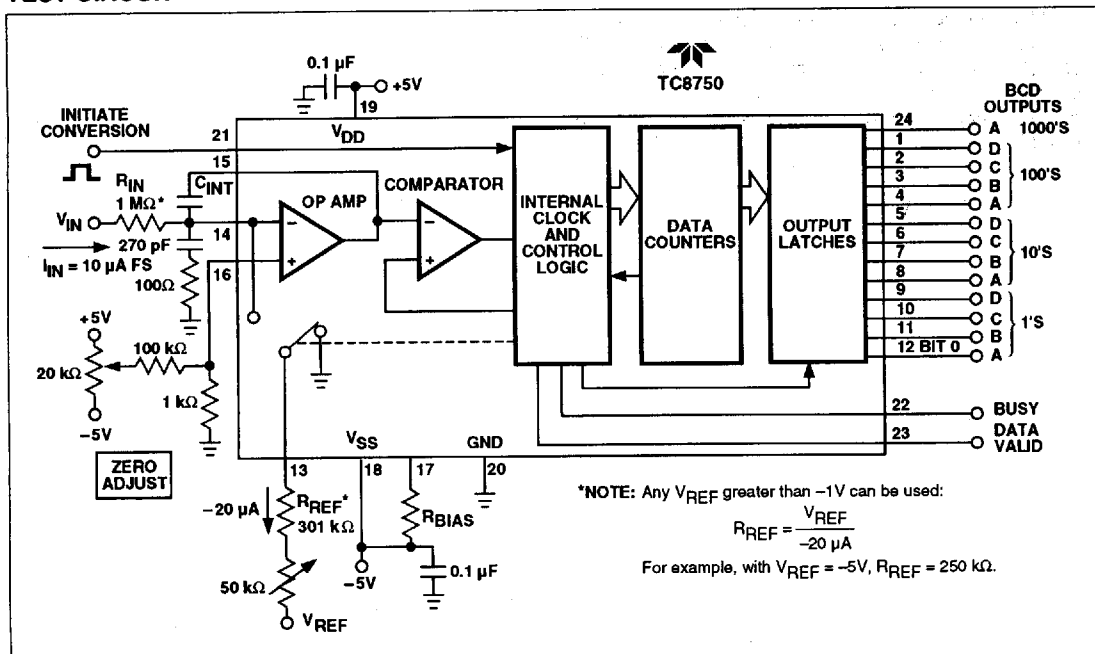 0.1 µF
+5V
19
TC8750
INITIATE
CONVERSION
21
VDD
15
RIN
1 MΩ*
CINT
VIN
14
270 pF
IIN = 10 µA FS
100Ω
16
OP AMP
–
+
COMPARATOR
–
+
INTERNAL
CLOCK
AND
CONTROL
LOGIC
DATA
COUNTERS
OUTPUT
LATCHES
BCD
OUTPUTS
24 A 1000'S
1 D
2 C
3 B
4 A
100'S
5 D
6 C
7 B
8 A
10'S
9 D
10 C
11 B
12 BIT 0 A
1'S
22 BUSY
23 DATA
VALID
+5V
20 kΩ
–5V
100 kΩ
1 kΩ
ZERO
ADJUST
VSS
GND
13
18
17
20
–20 µA
RREF*
301 kΩ
RBIAS
50 kΩ
–5V
0.1 µF
VREF
*NOTE: Any VREF greater than –1V can be used:
RREF = VREF
–20 µA
For example, with VREF = –5V, RREF = 250 kΩ.